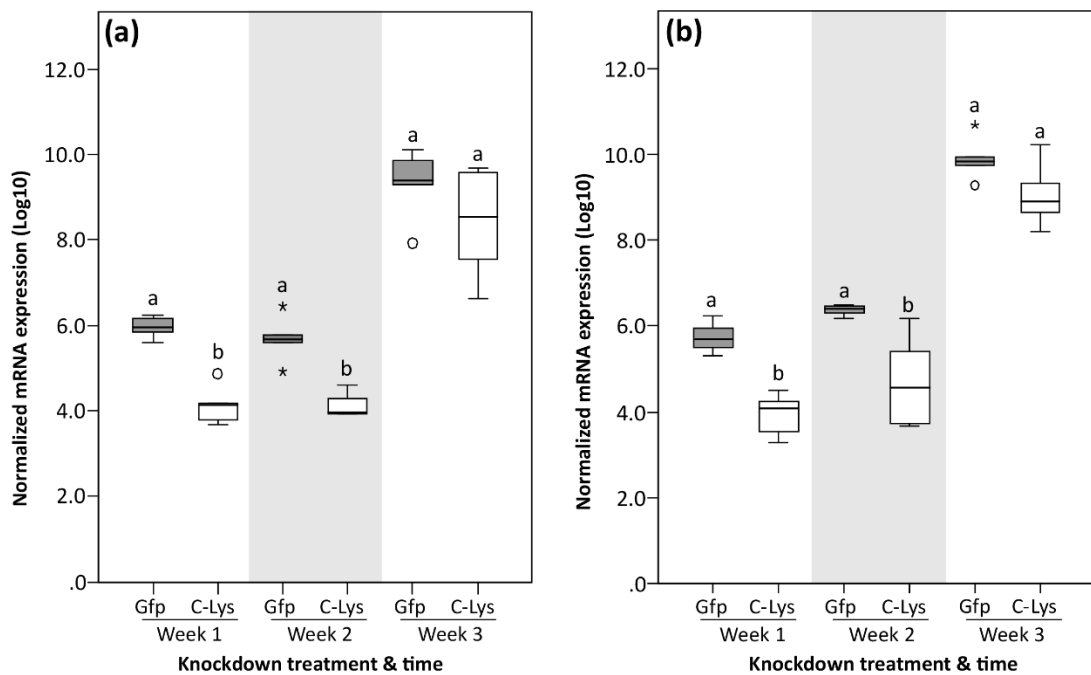 (a)
Normalized mRNA expression (Log10)
12.0
10.0
8.0
6.0
4.0
2.0
.0
a
b
a
b
a
a
Gfp C-Lys Gfp C-Lys Gfp C-Lys
Week 1 Week 2 Week 3
Knockdown treatment & time
(b)
Normalized mRNA expression (Log10)
12.0
10.0
8.0
6.0
4.0
2.0
.0
a
b
a
b
a
a
Gfp C-Lys Gfp C-Lys Gfp C-Lys
Week 1 Week 2 Week 3
Knockdown treatment & time